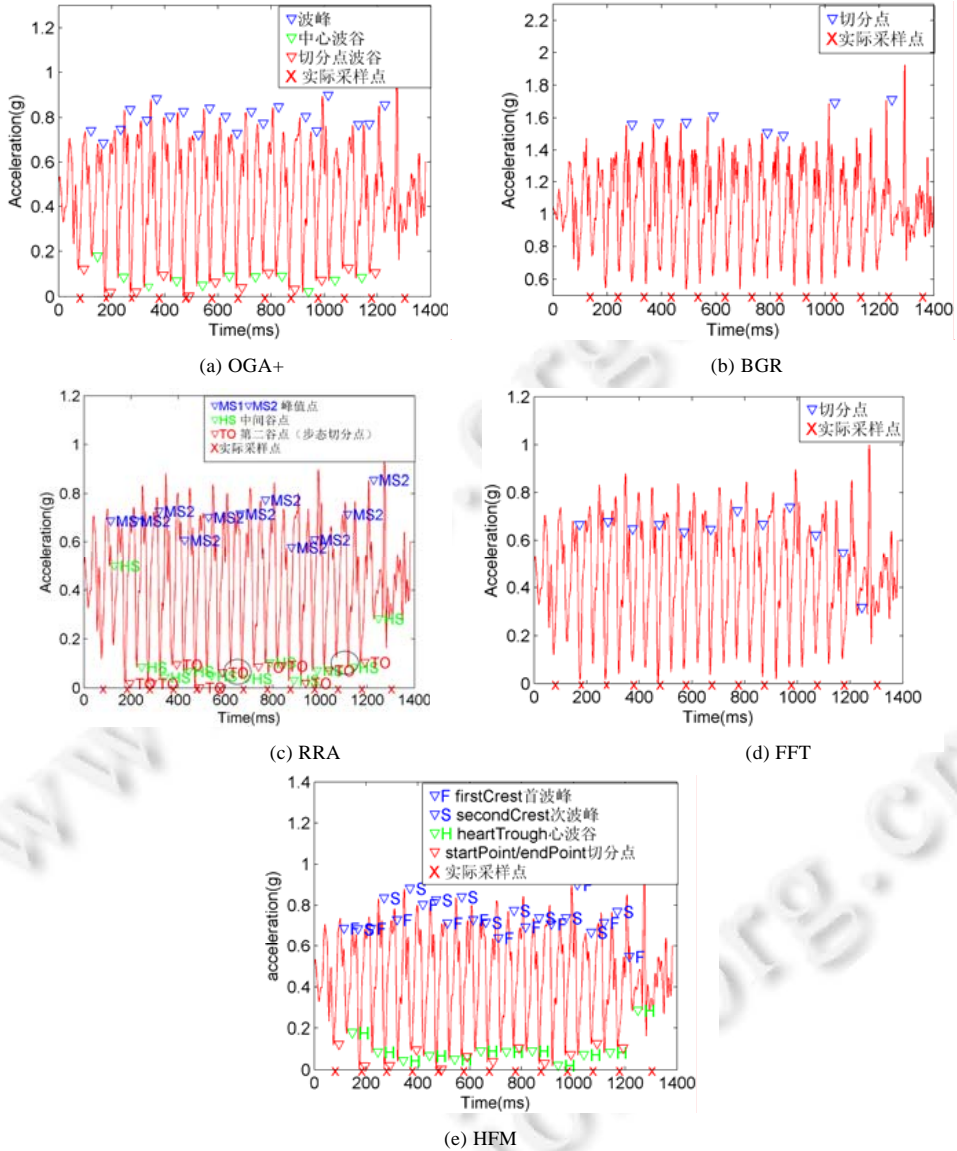 1.2
1
0.8
0.6
0.4
0.2
0
Acceleration(g)
波峰
中心波谷
切分点波谷
实际采样点
0 200 400 600 800 1000 1200 1400
Time(ms)
(a) OGA+
2.2
2
1.8
1.6
1.4
1.2
1
0.8
0.6
Acceleration(g)
切分点
实际采样点
0 200 400 600 800 1000 1200 1400
Time(ms)
(b) BGR
1.2
1
0.8
0.6
0.4
0.2
0
Acceleration(g)
MS1 MS2 峰值点
HS 中间谷点
TO 第二谷点（步态切分点）
实际采样点
MS1 MS2 MS2 MS2 MS2 MS2 MS2 MS2 MS2
HS HS HS HS
TO TO TO TO TO TO TO TO TO
0 200 400 600 800 1000 1200 1400
Time(ms)
(c) RRA
1.2
1
0.8
0.6
0.4
0.2
0
Acceleration(g)
切分点
实际采样点
0 200 400 600 800 1000 1200 1400
Time(ms)
(d) FFT
1.4
1.2
1
0.8
0.6
0.4
0.2
0
acceleration(g)
F firstCrest首波峰
S secondCrest次波峰
H heartTrough心波谷
startPoint/endPoint切分点
实际采样点
F S F S F S F S F S F S F S F S F S F S F S F S F
H H H H H H H H H H H H
0 200 400 600 800 1000 1200 1400
Time(ms)
(e) HFM